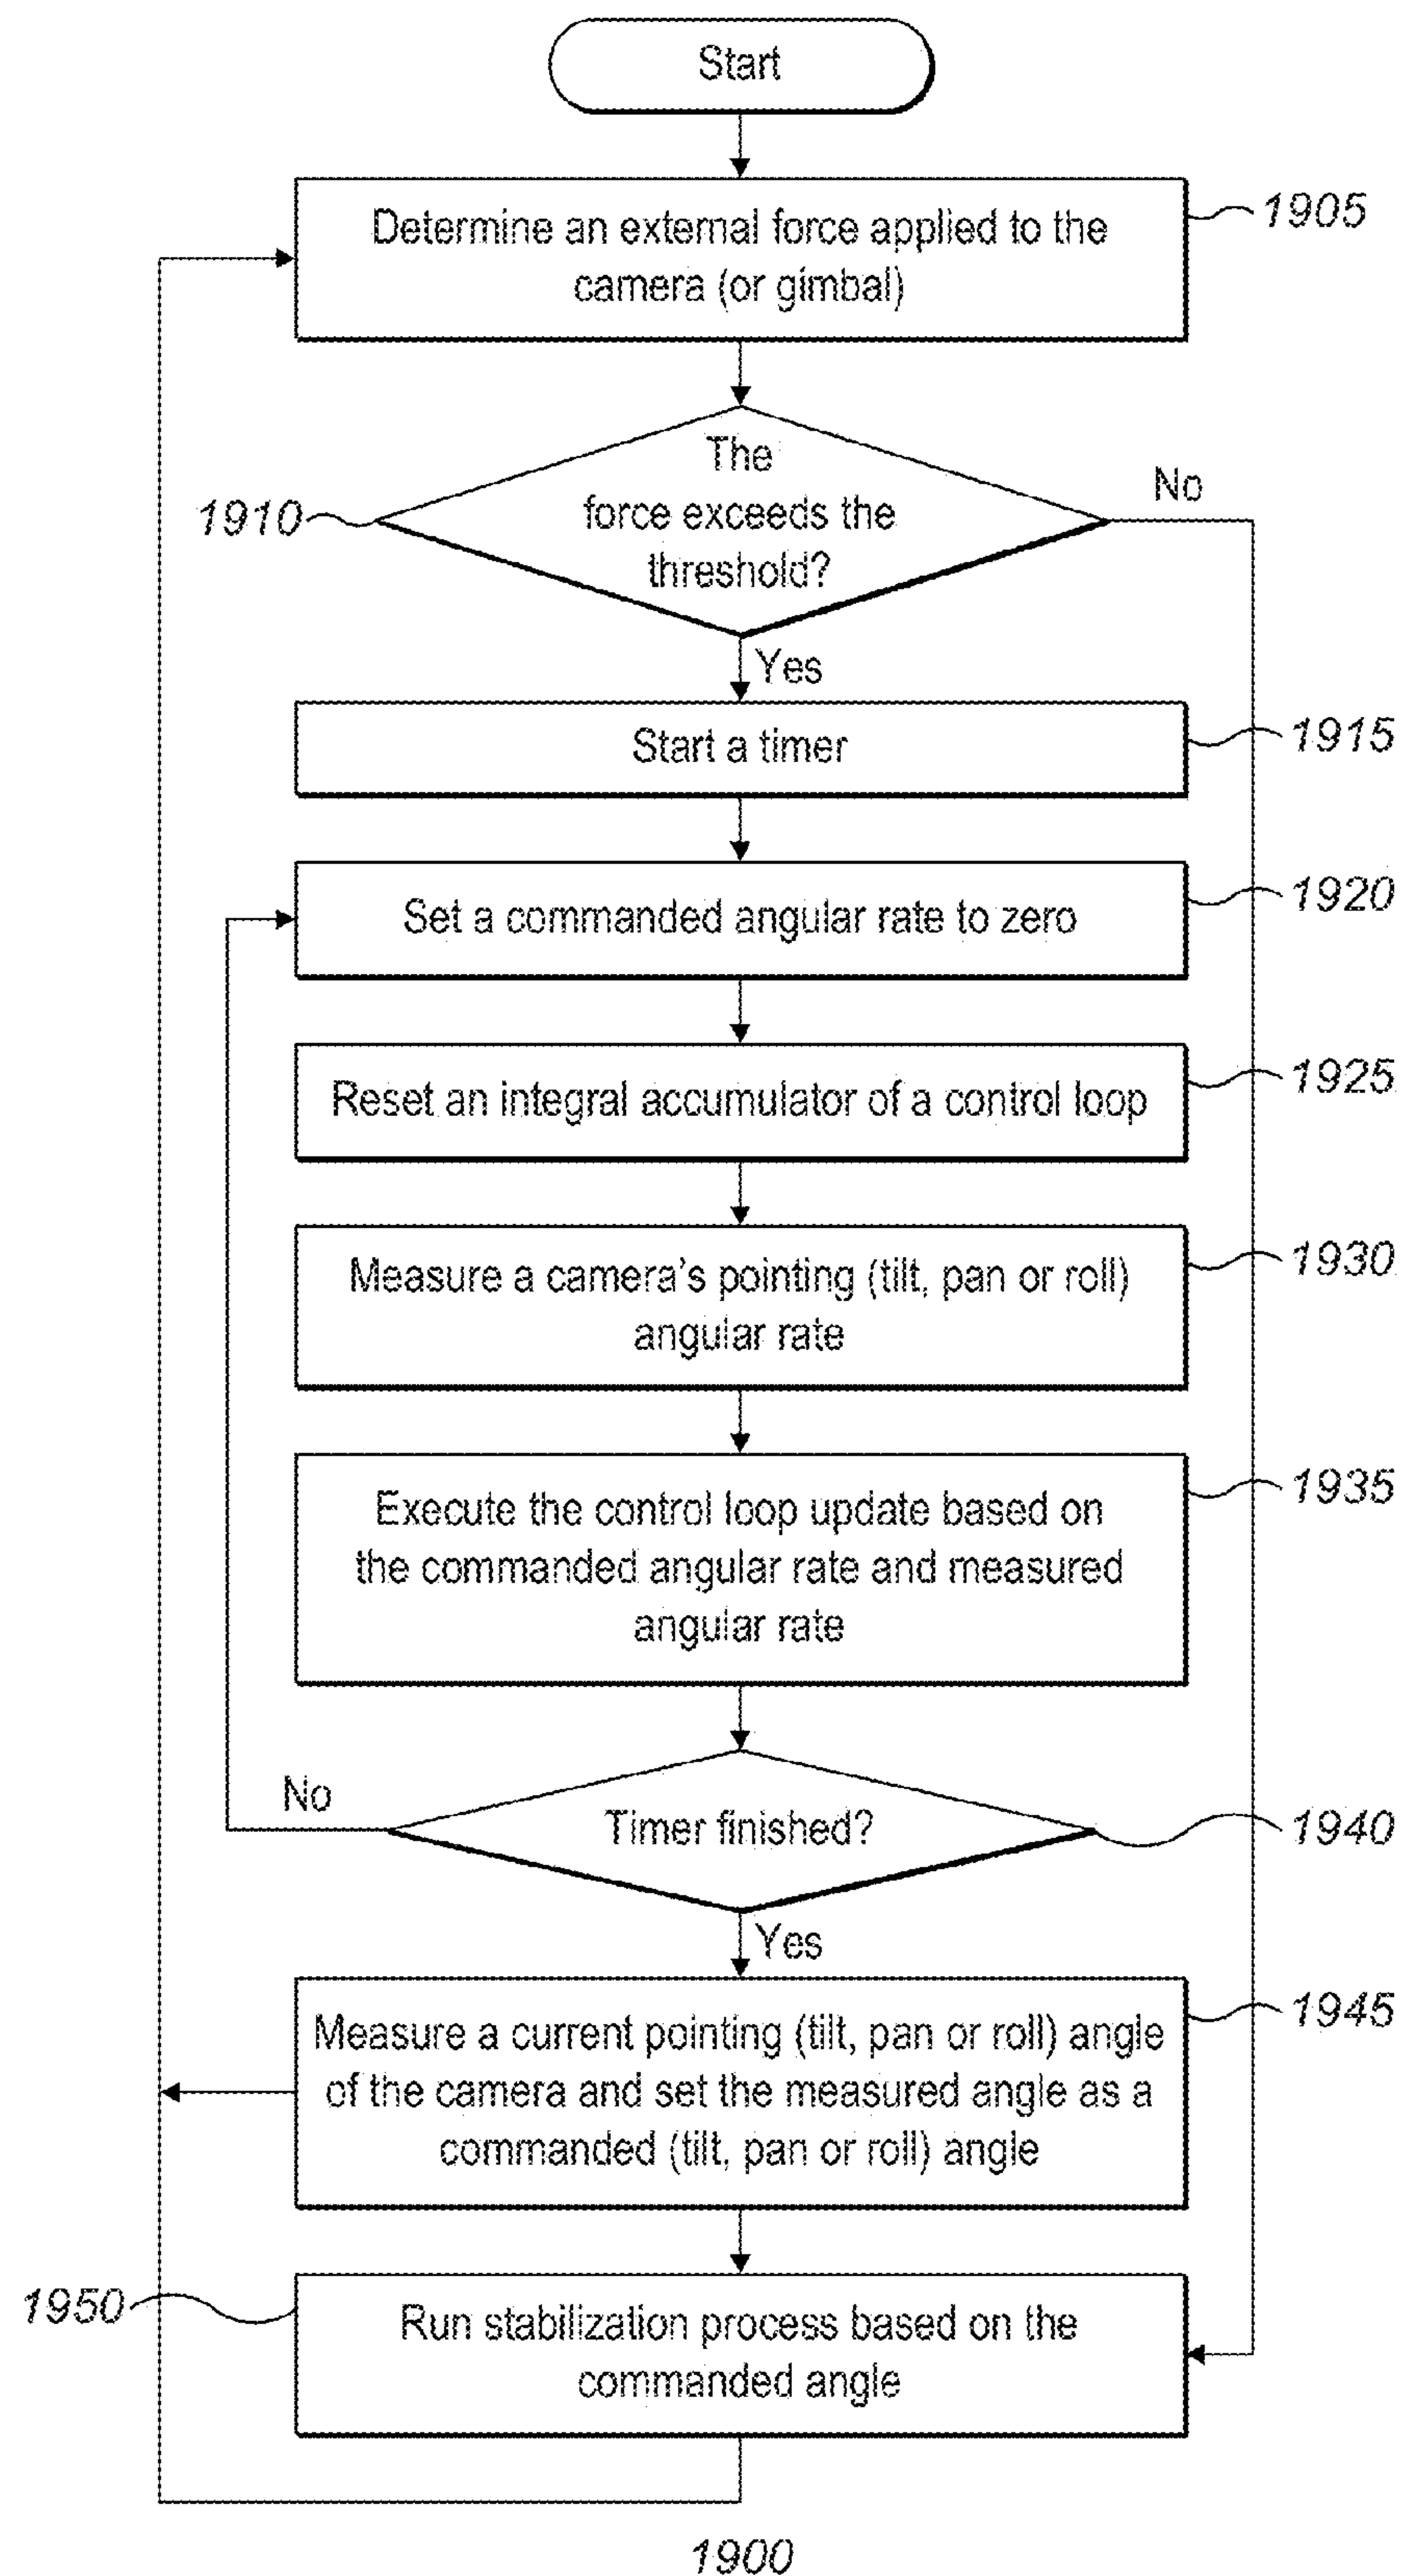 Start
Determine an external force applied to the
camera (or gimbal)
1905
The
force exceeds the
threshold?
1910
No
Yes
Start a timer
1915
Set a commanded angular rate to zero
1920
Reset an integral accumulator of a control loop
1925
Measure a camera's pointing (tilt, pan or roll)
angular rate
1930
Execute the control loop update based on
the commanded angular rate and measured
angular rate
1935
No
Timer finished?
1940
Yes
Measure a current pointing (tilt, pan or roll) angle
of the camera and set the measured angle as a
commanded (tilt, pan or roll) angle
1945
1950
Run stabilization process based on the
commanded angle
1900